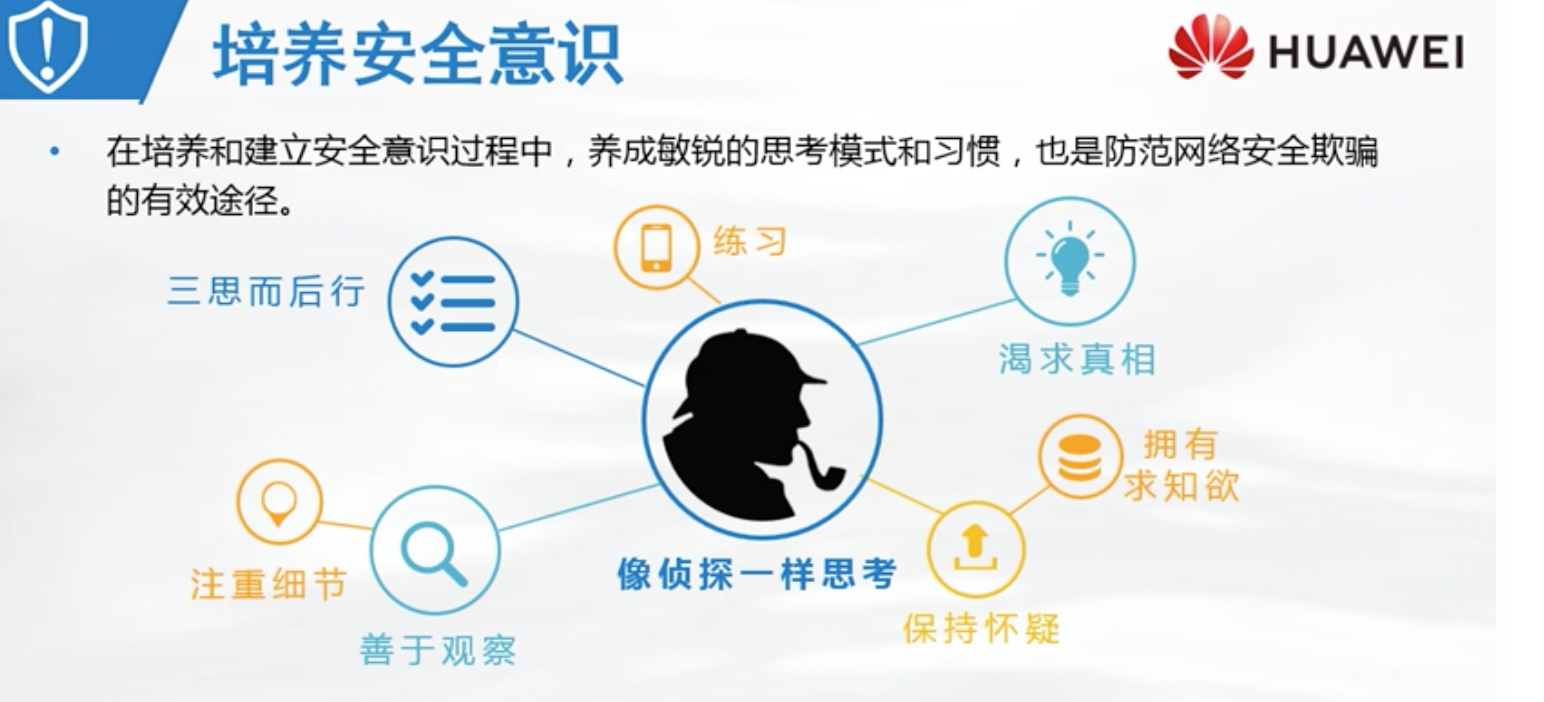 培养安全意识
HUAWEI
• 在培养和建立安全意识过程中，养成敏锐的思考模式和习惯，也是防范网络安全欺骗
的有效途径。
练习
三思而后行
渴求真相
拥有
求知欲
注重细节
像侦探一样思考
保持怀疑
善于观察